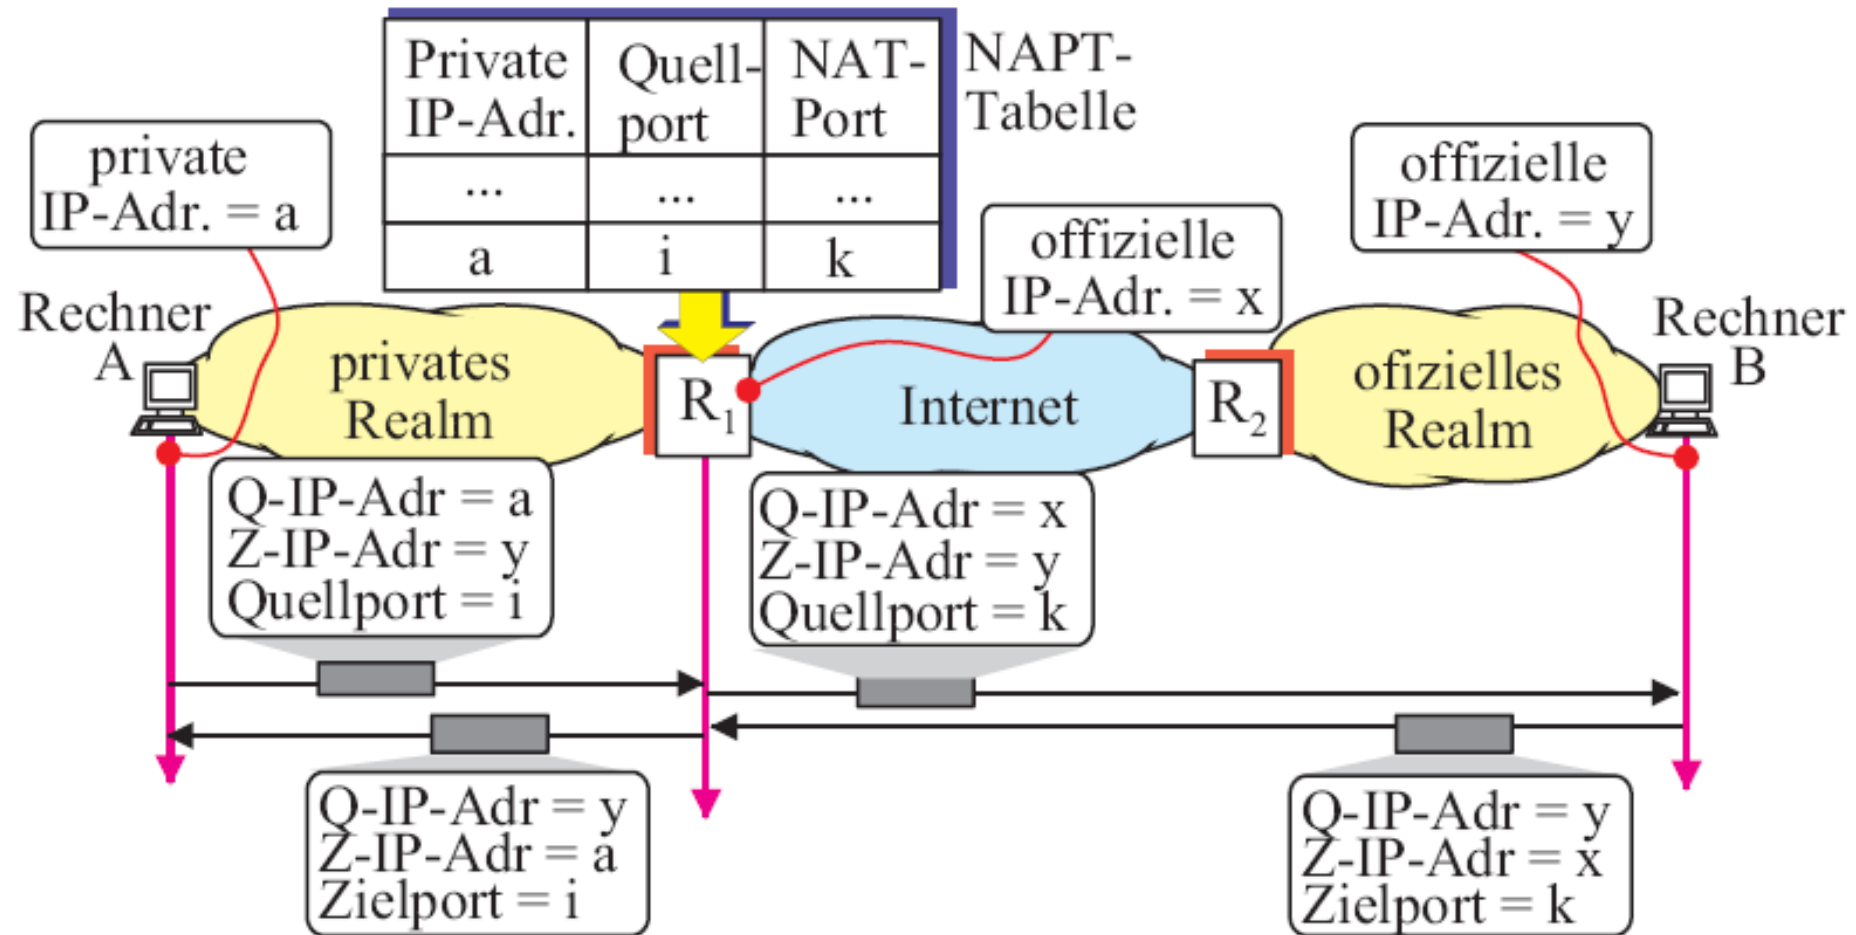 Private
IP-Adr.
Quell-
port
NAT-
Port
...
...
...
a
i
k
NAPT-
Tabelle
private
IP-Adr. = a
offizielle
IP-Adr. = x
offizielle
IP-Adr. = y
Rechner
A
privates
Realm
R1
Internet
R2
ofizielles
Realm
Rechner
B
Q-IP-Adr = a
Z-IP-Adr = y
Quellport = i
Q-IP-Adr = x
Z-IP-Adr = y
Quellport = k
Q-IP-Adr = y
Z-IP-Adr = a
Zielport = i
Q-IP-Adr = y
Z-IP-Adr = x
Zielport = k